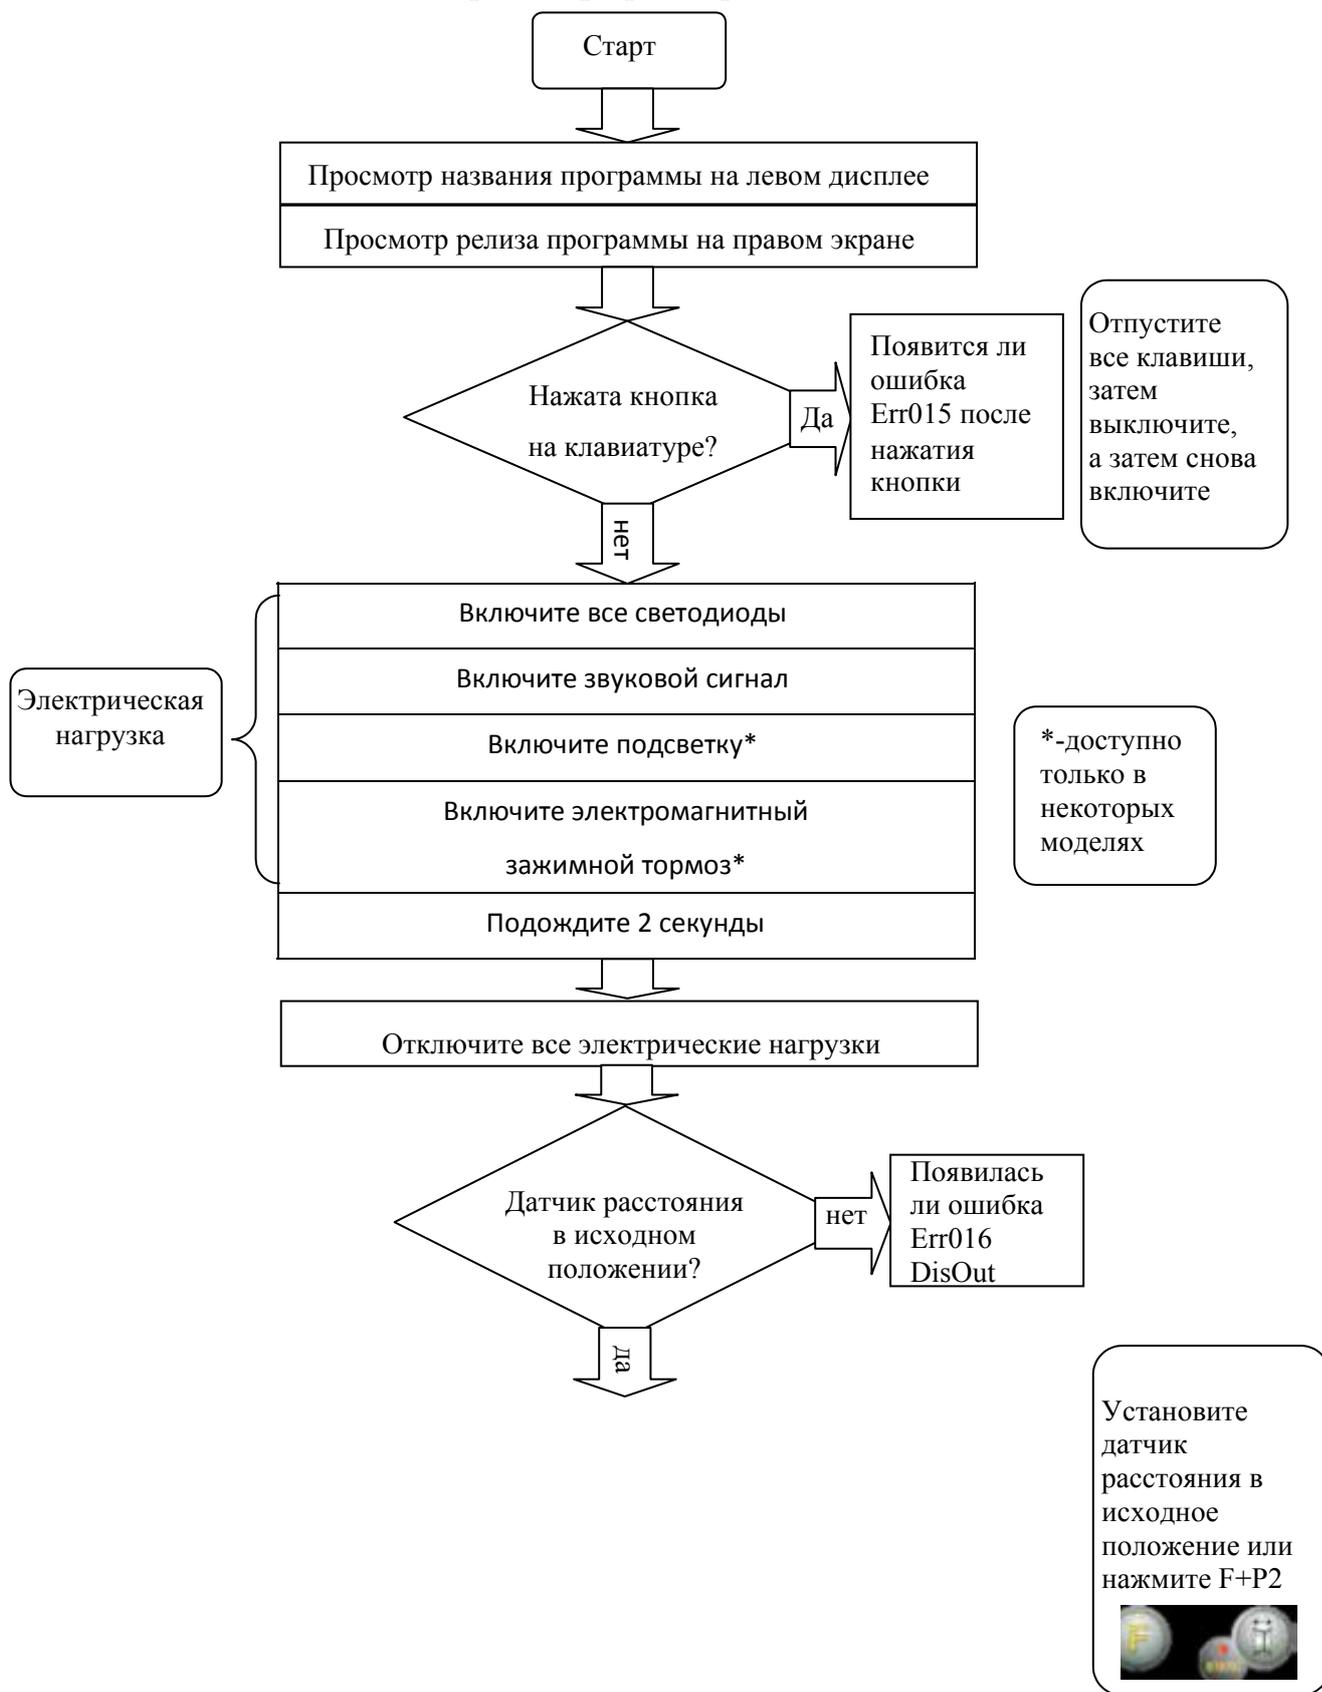 Старт
Просмотр названия программы на левом дисплее
Просмотр релиза программы на правом экране
Нажата кнопка
на клавиатуре?
Да
Появится ли
ошибка
Err015 после
нажатия
кнопки
Отпустите
все клавиши,
затем
выключите,
а затем снова
включите
нет
Включите все светодиоды
Включите звуковой сигнал
Включите подсветку*
Включите электромагнитный
зажимной тормоз*
Подождите 2 секунды
Электрическая
нагрузка
*-доступно
только в
некоторых
моделях
Отключите все электрические нагрузки
Датчик расстояния
в исходном
положении?
нет
Появилась
ли ошибка
Err016
DisOut
да
Установите
датчик
расстояния в
исходное
положение или
нажмите F+P2
F